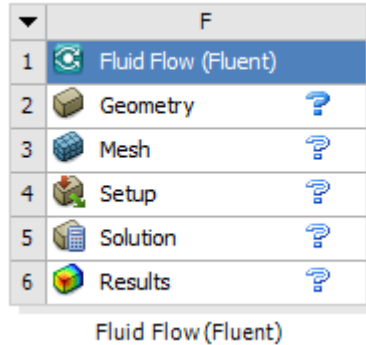 F
1 Fluid Flow (Fluent)
2 Geometry ?
3 Mesh ?
4 Setup ?
5 Solution ?
6 Results ?
Fluid Flow (Fluent)